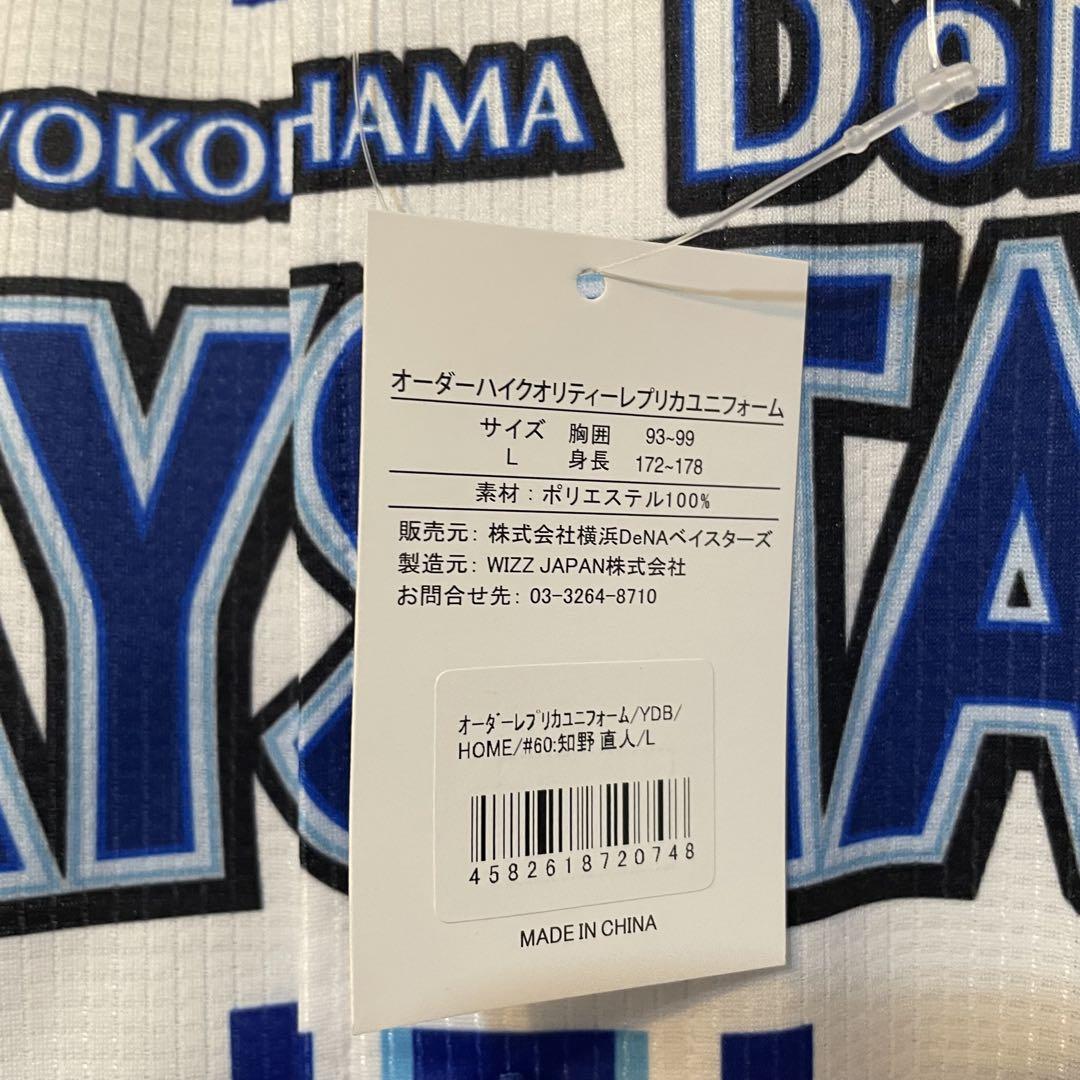 YOKOHAMA
DeN
AYSTA
オーダーハイクオリティーレプリカユニフォーム
サイズ 胸囲 93~99
L 身長 172~178
素材：ポリエステル100%
販売元：株式会社横浜DeNAベイスターズ
製造元：WIZZ JAPAN株式会社
お問合せ先：03-3264-8710
ｵｰﾀﾞｰﾚﾌﾟﾘｶﾕﾆﾌｫｰﾑ/YDB/
HOME/#60:知野 直人/L
4582618720748
MADE IN CHINA